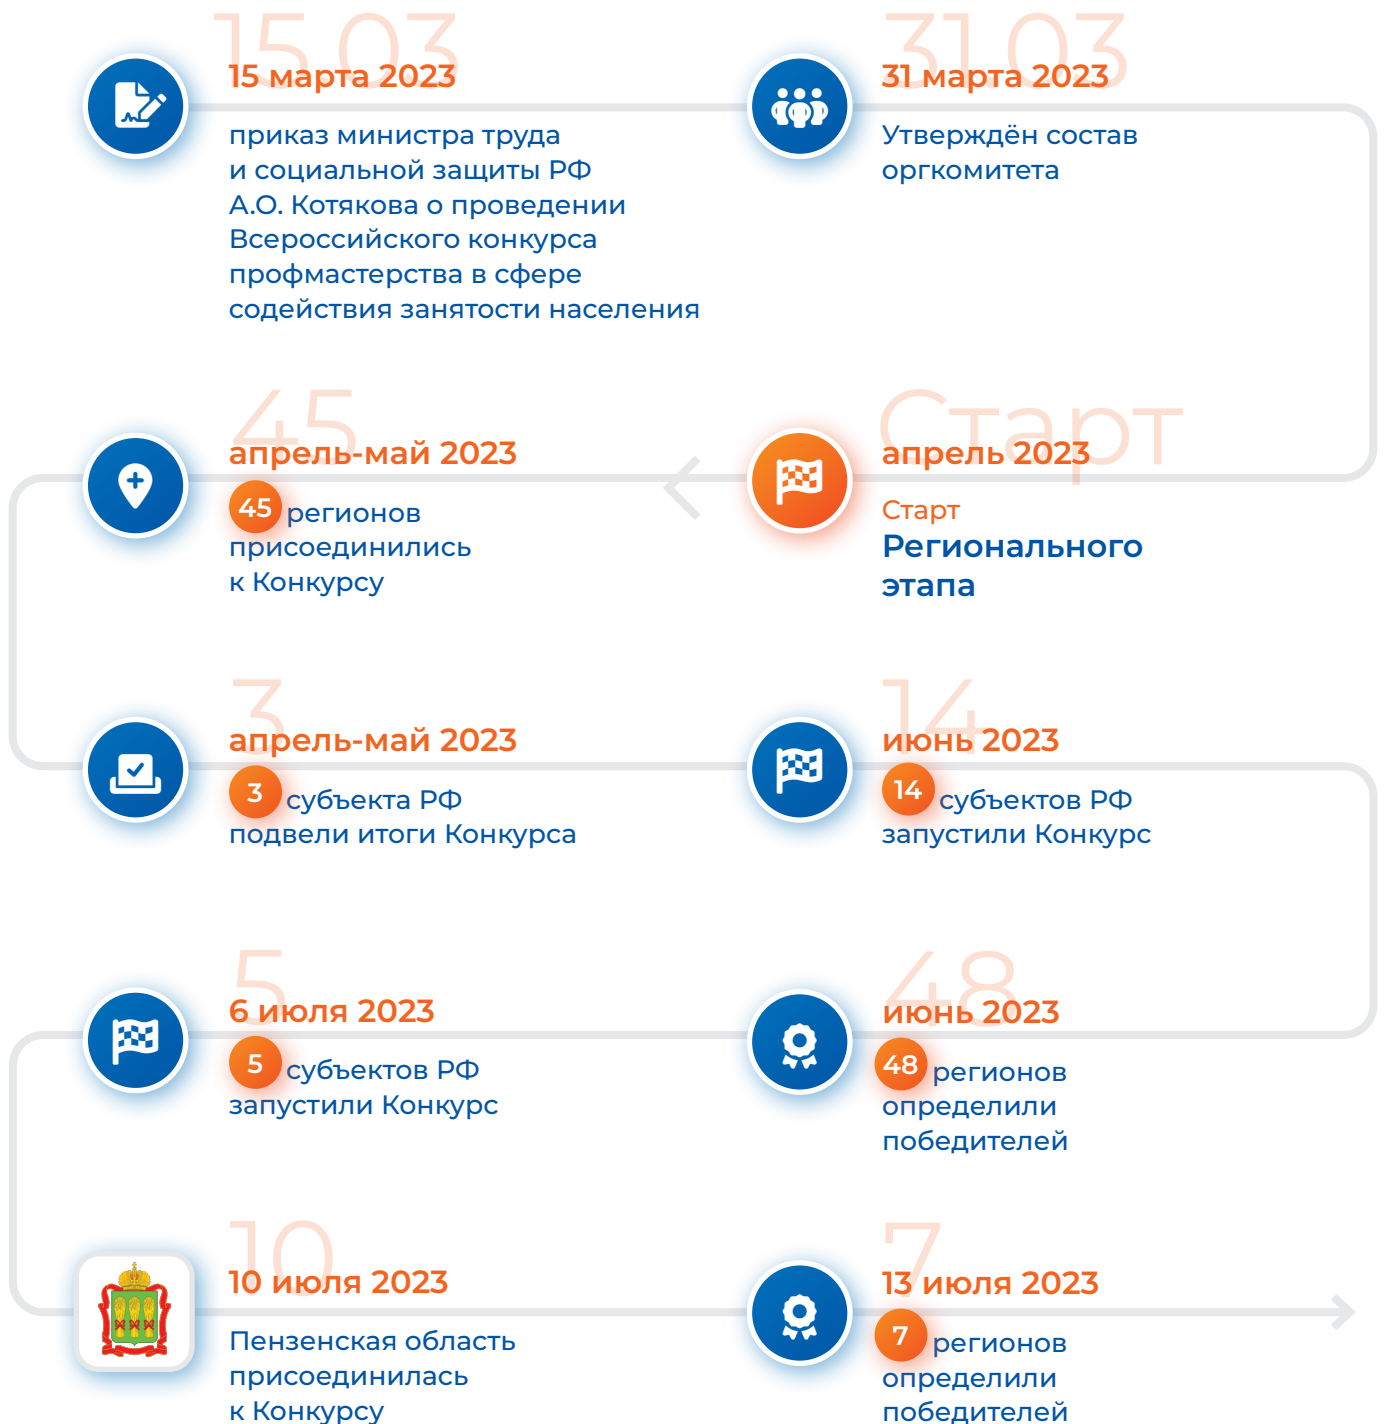 15.03
15 марта 2023
приказ министра труда
и социальной защиты РФ
А.О. Котякова о проведении
Всероссийского конкурса
профмастерства в сфере
содействия занятости населения
31.03
31 марта 2023
Утверждён состав
оргкомитета
Старт
апрель 2023
Старт
Регионального
этапа
45
апрель-май 2023
45 регионов
присоединились
к Конкурсу
3
апрель-май 2023
3 субъекта РФ
подвели итоги Конкурса
14
июнь 2023
14 субъектов РФ
запустили Конкурс
48
июнь 2023
48 регионов
определили
победителей
5
6 июля 2023
5 субъектов РФ
запустили Конкурс
10
10 июля 2023
Пензенская область
присоединилась
к Конкурсу
7
13 июля 2023
7 регионов
определили
победителей